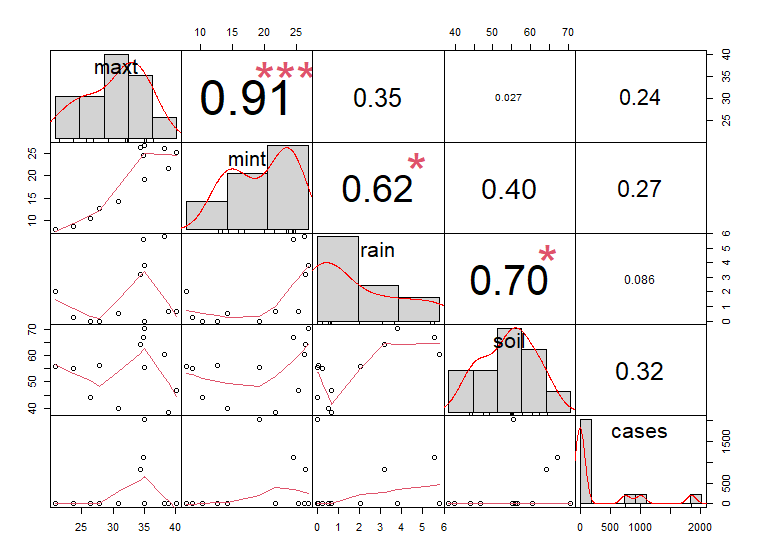 10 15 20 25 40 50 60 70
maxt 0.91 *** 0.35 0.027 0.24
25 30 35 40
mint 0.62 * 0.40 0.27
10 15 20 25
rain 0.70 * 0.086
0 1 2 3 4 5 6
soil 0.32
40 50 60 70
cases
0 500 1500
25 30 35 40 0 1 2 3 4 5 6 0 500 1000 2000